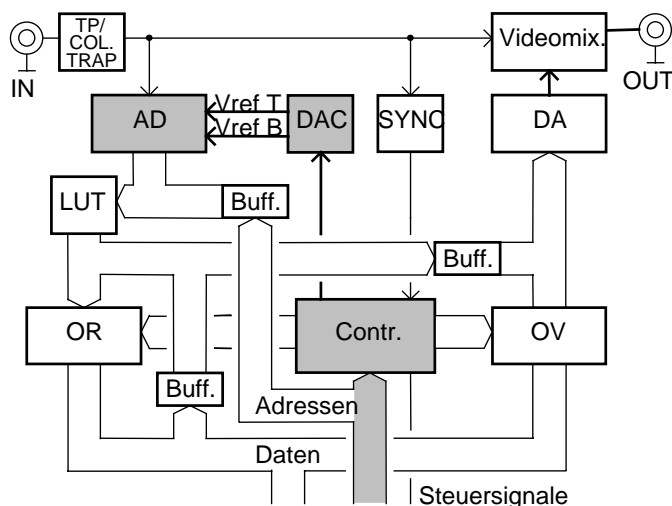 TP/
COL.
TRAP
Videomix.
IN
OUT
AD
Vref T
Vref B
DAC
SYNC
DA
LUT
Buff.
Buff.
OR
Contr.
OV
Buff.
Adressen
Daten
Steuersignale